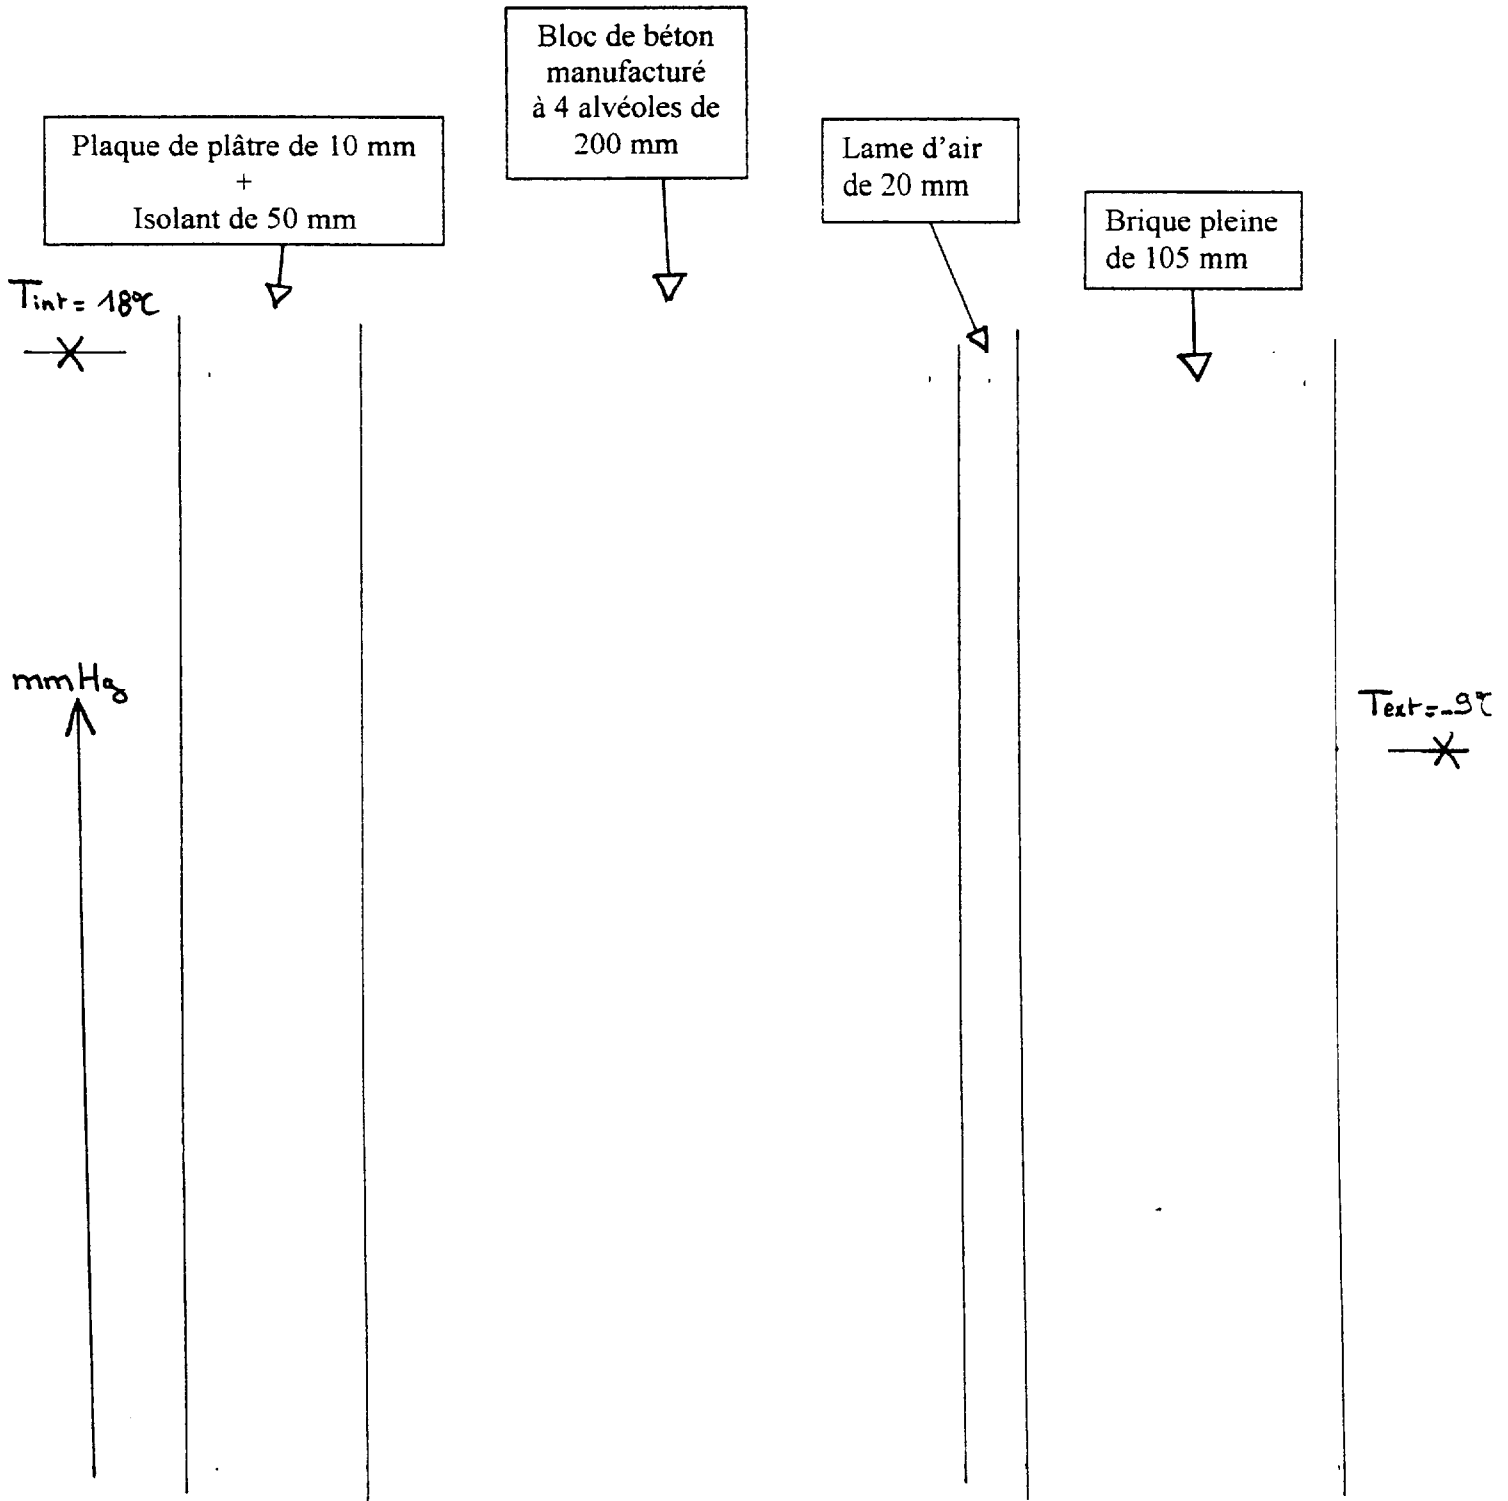 Bloc de béton
manufacturé
à 4 alvéoles de
200 mm
Plaque de plâtre de 10 mm
+
Isolant de 50 mm
Lame d'air
de 20 mm
Brique pleine
de 105 mm
Tint = 18°C
mmHg
Text = -9°C